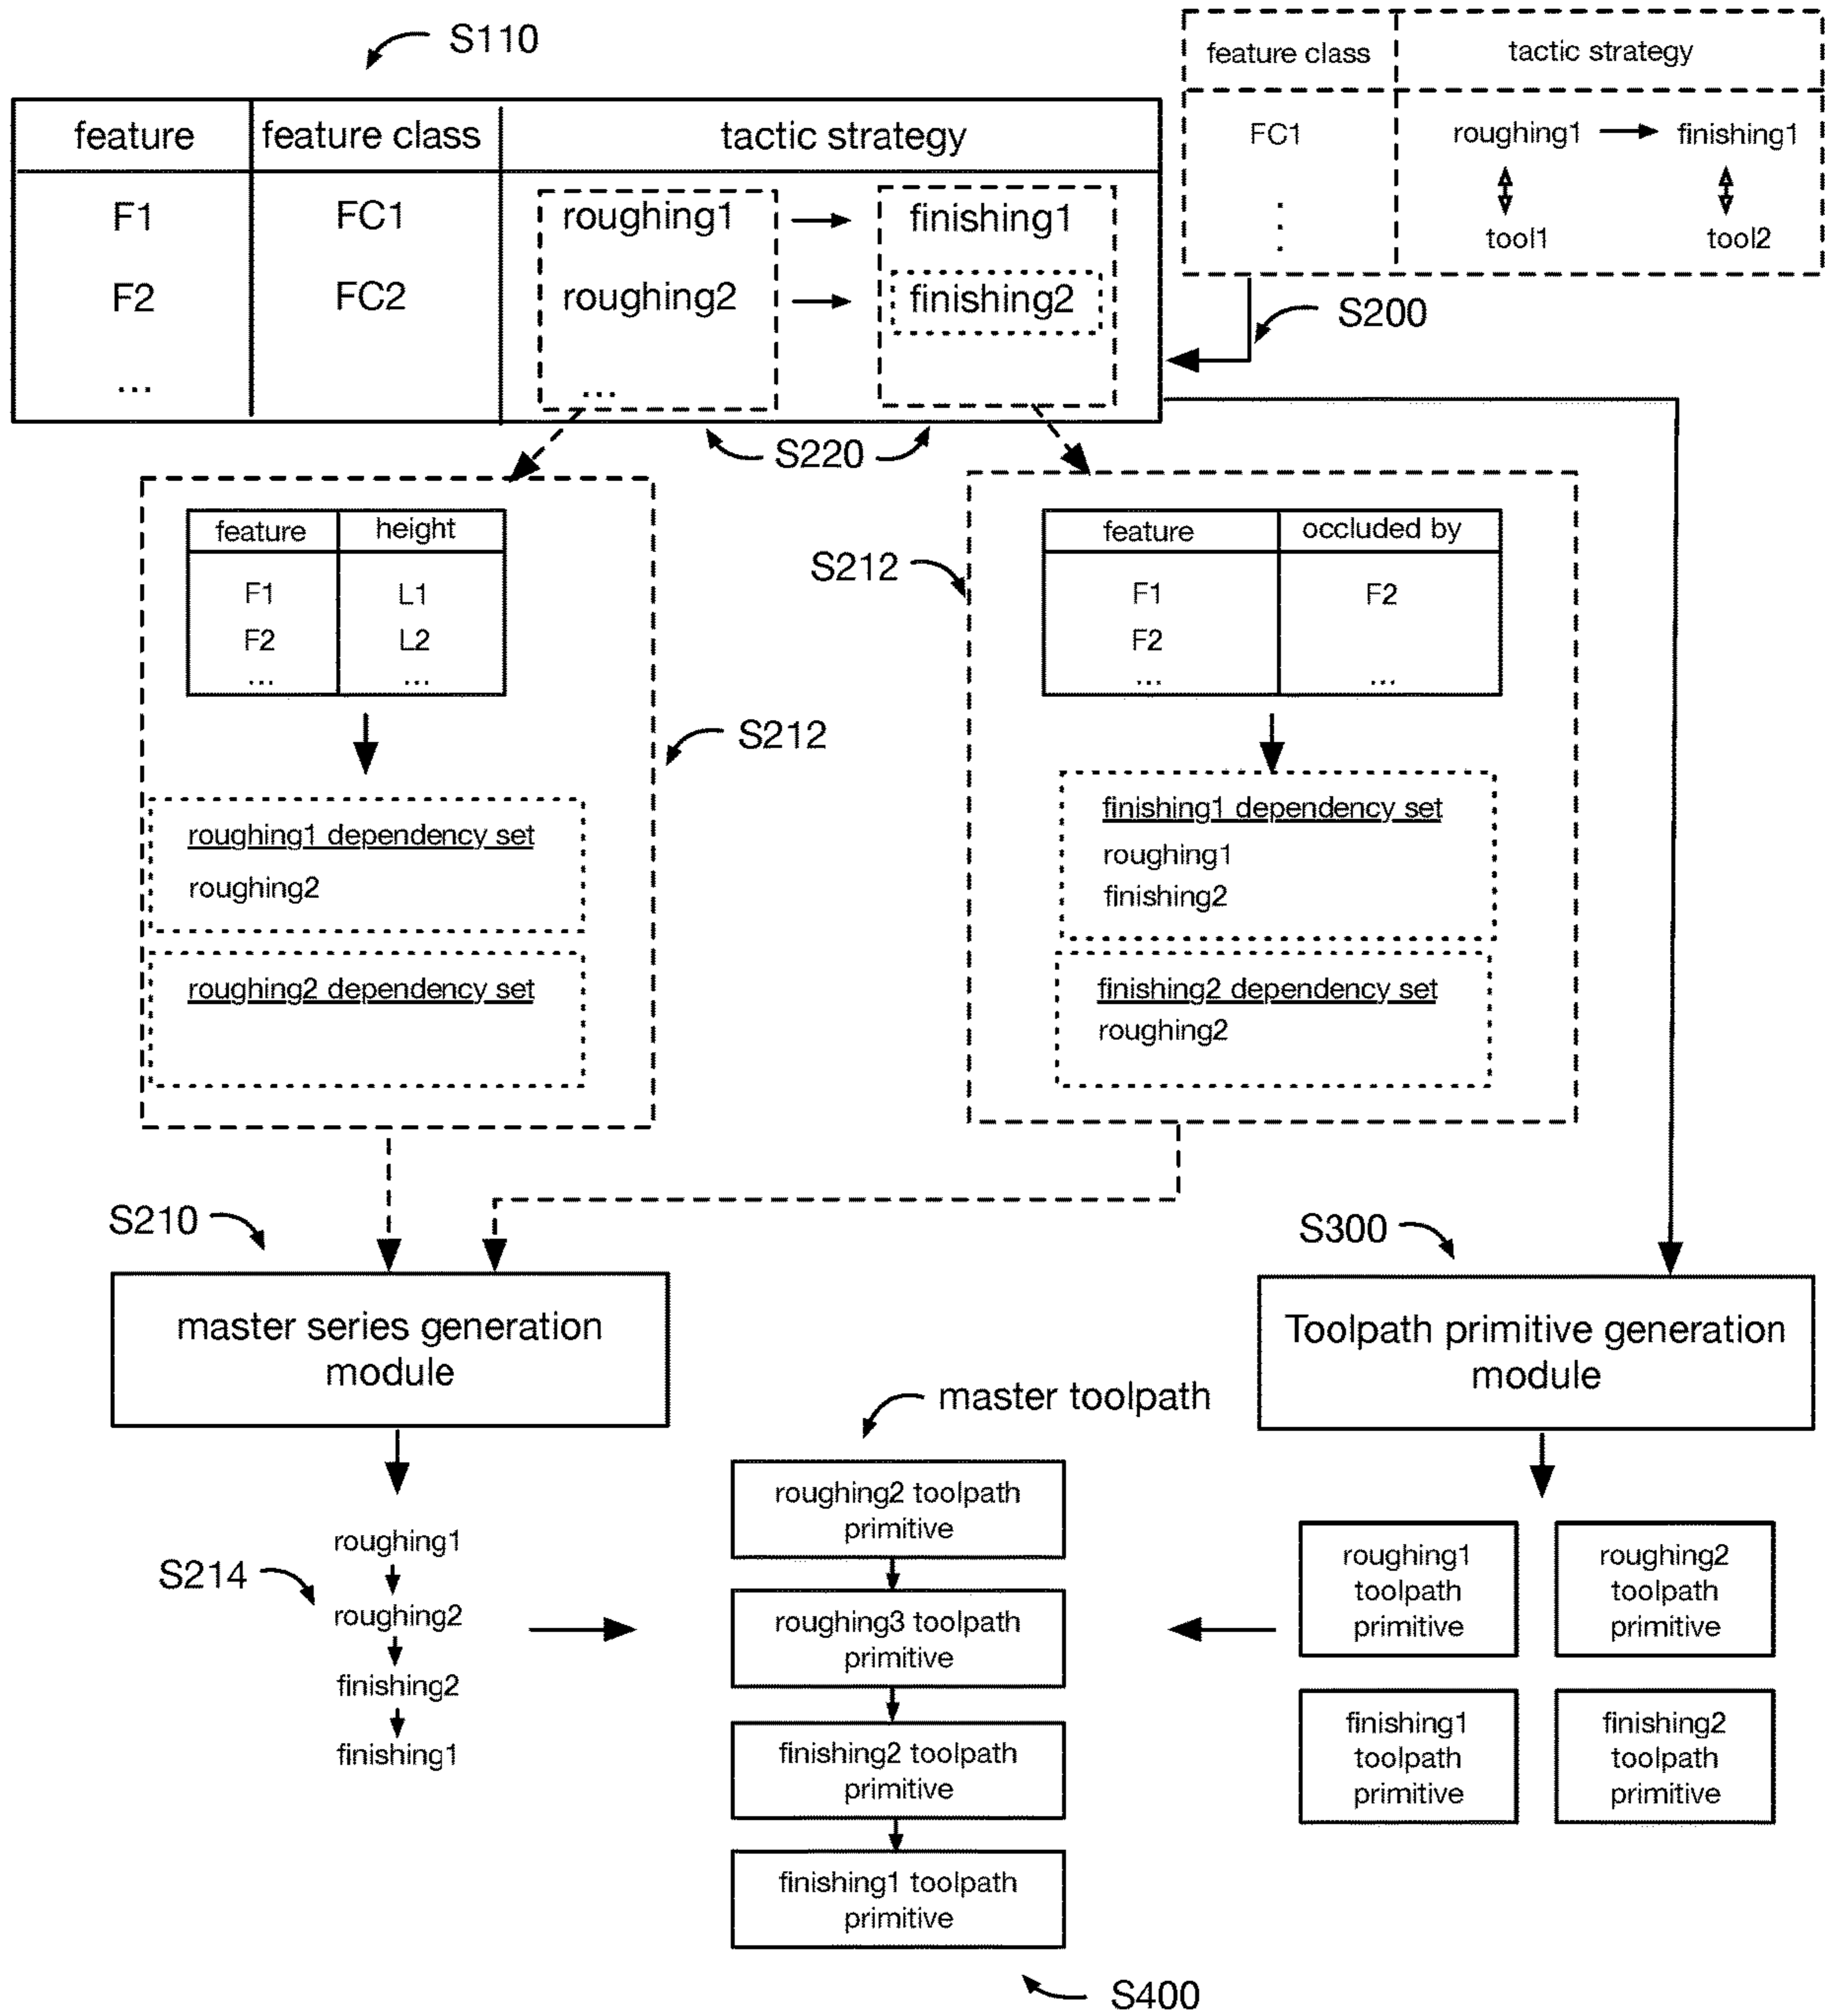 S110
feature class tactic strategy
FC1 roughing1 finishing1
⋮ tool1 tool2
feature feature class tactic strategy
F1 FC1 roughing1 finishing1
F2 FC2 roughing2 finishing2
... ...
S200
S220
feature height
F1 L1
F2 L2
... ...
S212
roughing1 dependency set
roughing2
roughing2 dependency set
S212
feature occluded by
F1 F2
F2
... ...
finishing1 dependency set
roughing1
finishing2
finishing2 dependency set
roughing2
S210
master series generation
module
S300
Toolpath primitive generation
module
S214
roughing1
roughing2
finishing2
finishing1
master toolpath
roughing2 toolpath
primitive
roughing3 toolpath
primitive
finishing2 toolpath
primitive
finishing1 toolpath
primitive
S400
roughing1
toolpath
primitive
roughing2
toolpath
primitive
finishing1
toolpath
primitive
finishing2
toolpath
primitive